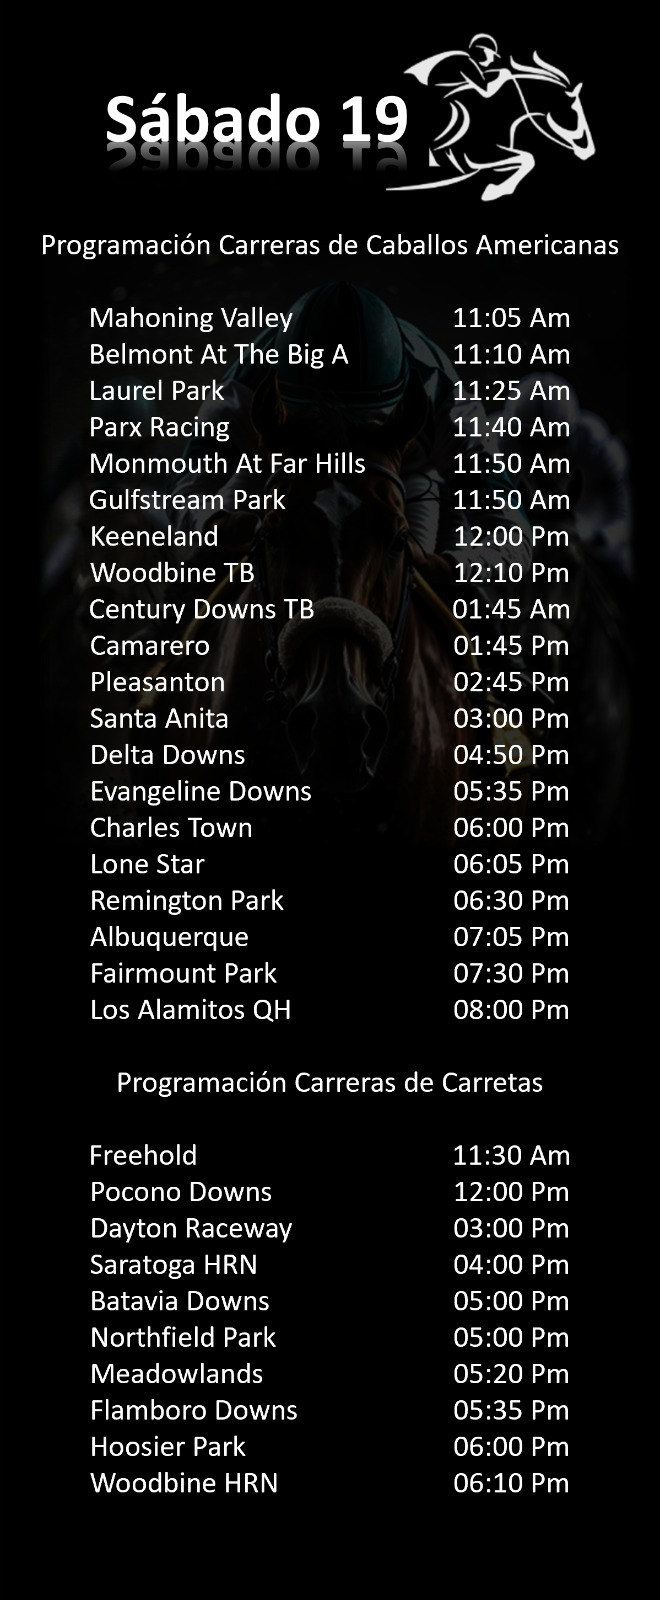 Sábado 19
Programación Carreras de Caballos Americanas
Mahoning Valley 11:05 Am
Belmont At The Big A 11:10 Am
Laurel Park 11:25 Am
Parx Racing 11:40 Am
Monmouth At Far Hills 11:50 Am
Gulfstream Park 11:50 Am
Keeneland 12:00 Pm
Woodbine TB 12:10 Pm
Century Downs TB 01:45 Am
Camarero 01:45 Pm
Pleasanton 02:45 Pm
Santa Anita 03:00 Pm
Delta Downs 04:50 Pm
Evangeline Downs 05:35 Pm
Charles Town 06:00 Pm
Lone Star 06:05 Pm
Remington Park 06:30 Pm
Albuquerque 07:05 Pm
Fairmount Park 07:30 Pm
Los Alamitos QH 08:00 Pm
Programación Carreras de Carretas
Freehold 11:30 Am
Pocono Downs 12:00 Pm
Dayton Raceway 03:00 Pm
Saratoga HRN 04:00 Pm
Batavia Downs 05:00 Pm
Northfield Park 05:00 Pm
Meadowlands 05:20 Pm
Flamboro Downs 05:35 Pm
Hoosier Park 06:00 Pm
Woodbine HRN 06:10 Pm